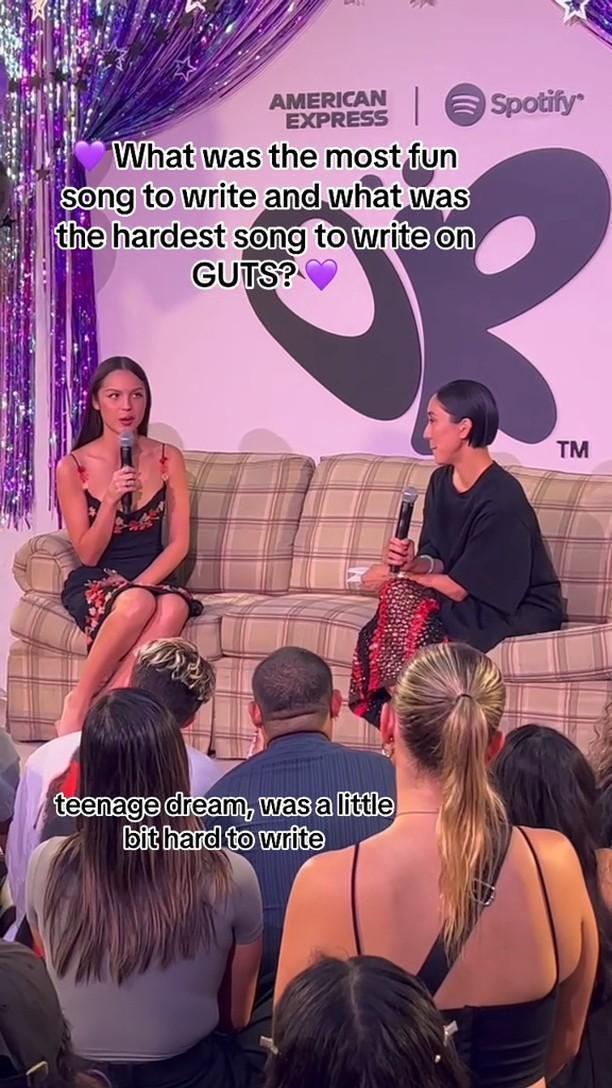 AMERICAN
EXPRESS
Spotify®
💜 What was the most fun
song to write and what was
the hardest song to write on
GUTS? 💜
TM
teenage dream, was a little
bit hard to write